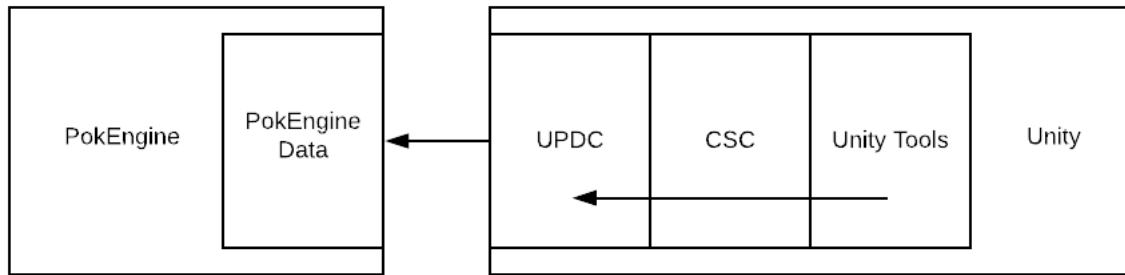 PokEngine
PokEngine
Data
UPDC
CSC
Unity Tools
Unity